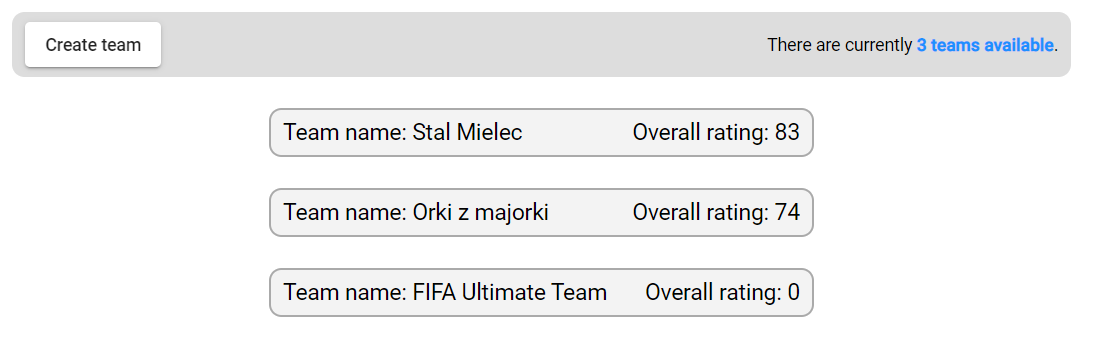 Create team
There are currently 3 teams available.
Team name: Stal Mielec Overall rating: 83
Team name: Orki z majorki Overall rating: 74
Team name: FIFA Ultimate Team Overall rating: 0